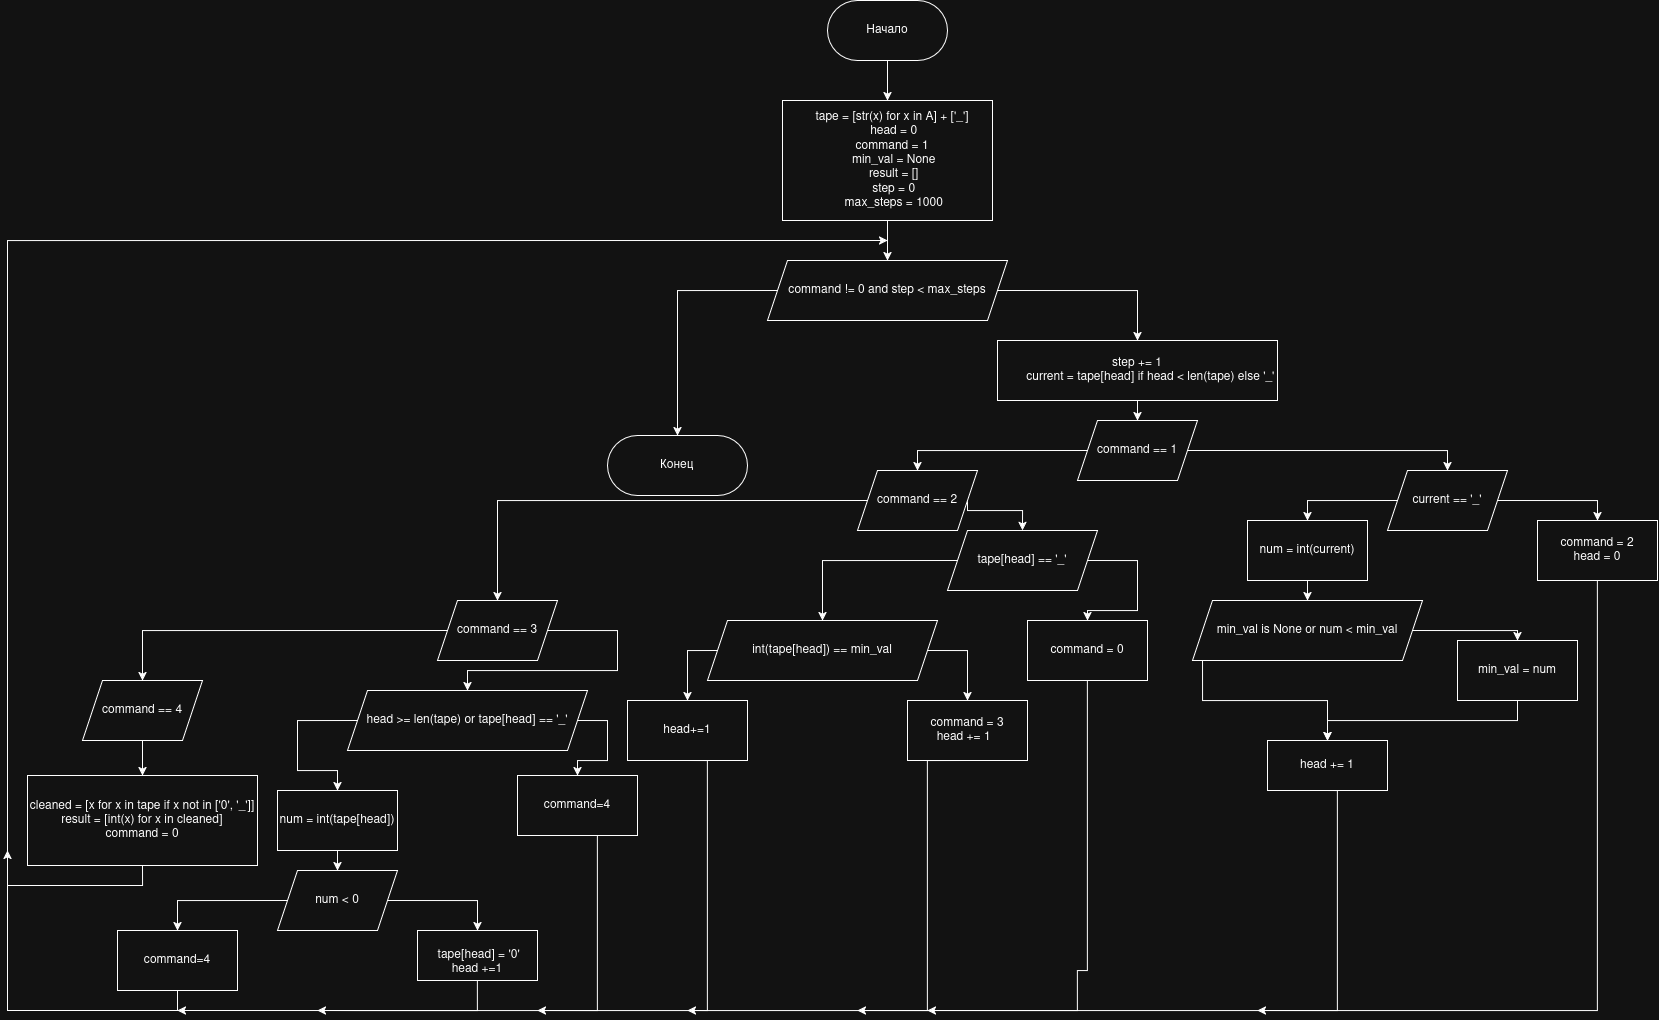 Начало
tape = [str(x) for x in A] + ['_']
head = 0
command = 1
min_val = None
result = []
step = 0
max_steps = 1000
command != 0 and step < max_steps
step += 1
current = tape[head] if head < len(tape) else '_'
Конец
command == 1
command == 2
current == '_'
tape[head] == '_'
num = int(current)
command = 2
head = 0
command == 3
int(tape[head]) == min_val
command = 0
min_val is None or num < min_val
min_val = num
command == 4
head >= len(tape) or tape[head] == '_'
head+=1
command = 3
head += 1
head += 1
cleaned = [x for x in tape if x not in ['0', '_']]
result = [int(x) for x in cleaned]
command = 0
num = int(tape[head])
command=4
num < 0
command=4
tape[head] = '0'
head +=1